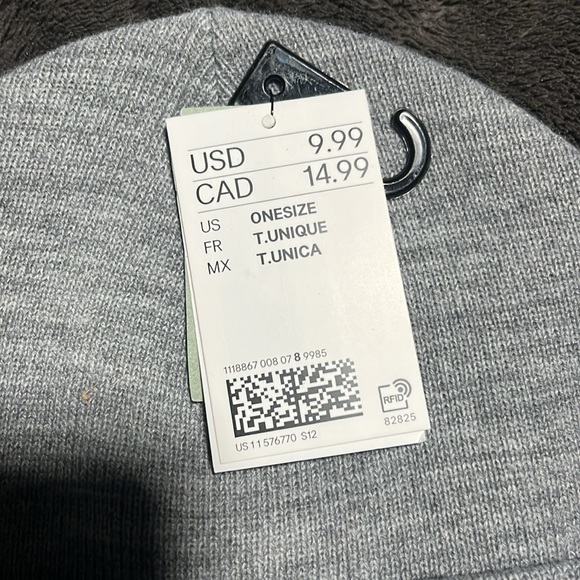 USD 9.99
CAD 14.99
US ONESIZE
FR T.UNIQUE
MX T.UNICA
1118867 008 07 8 9985
RFID
82825
US 11 576770 S12